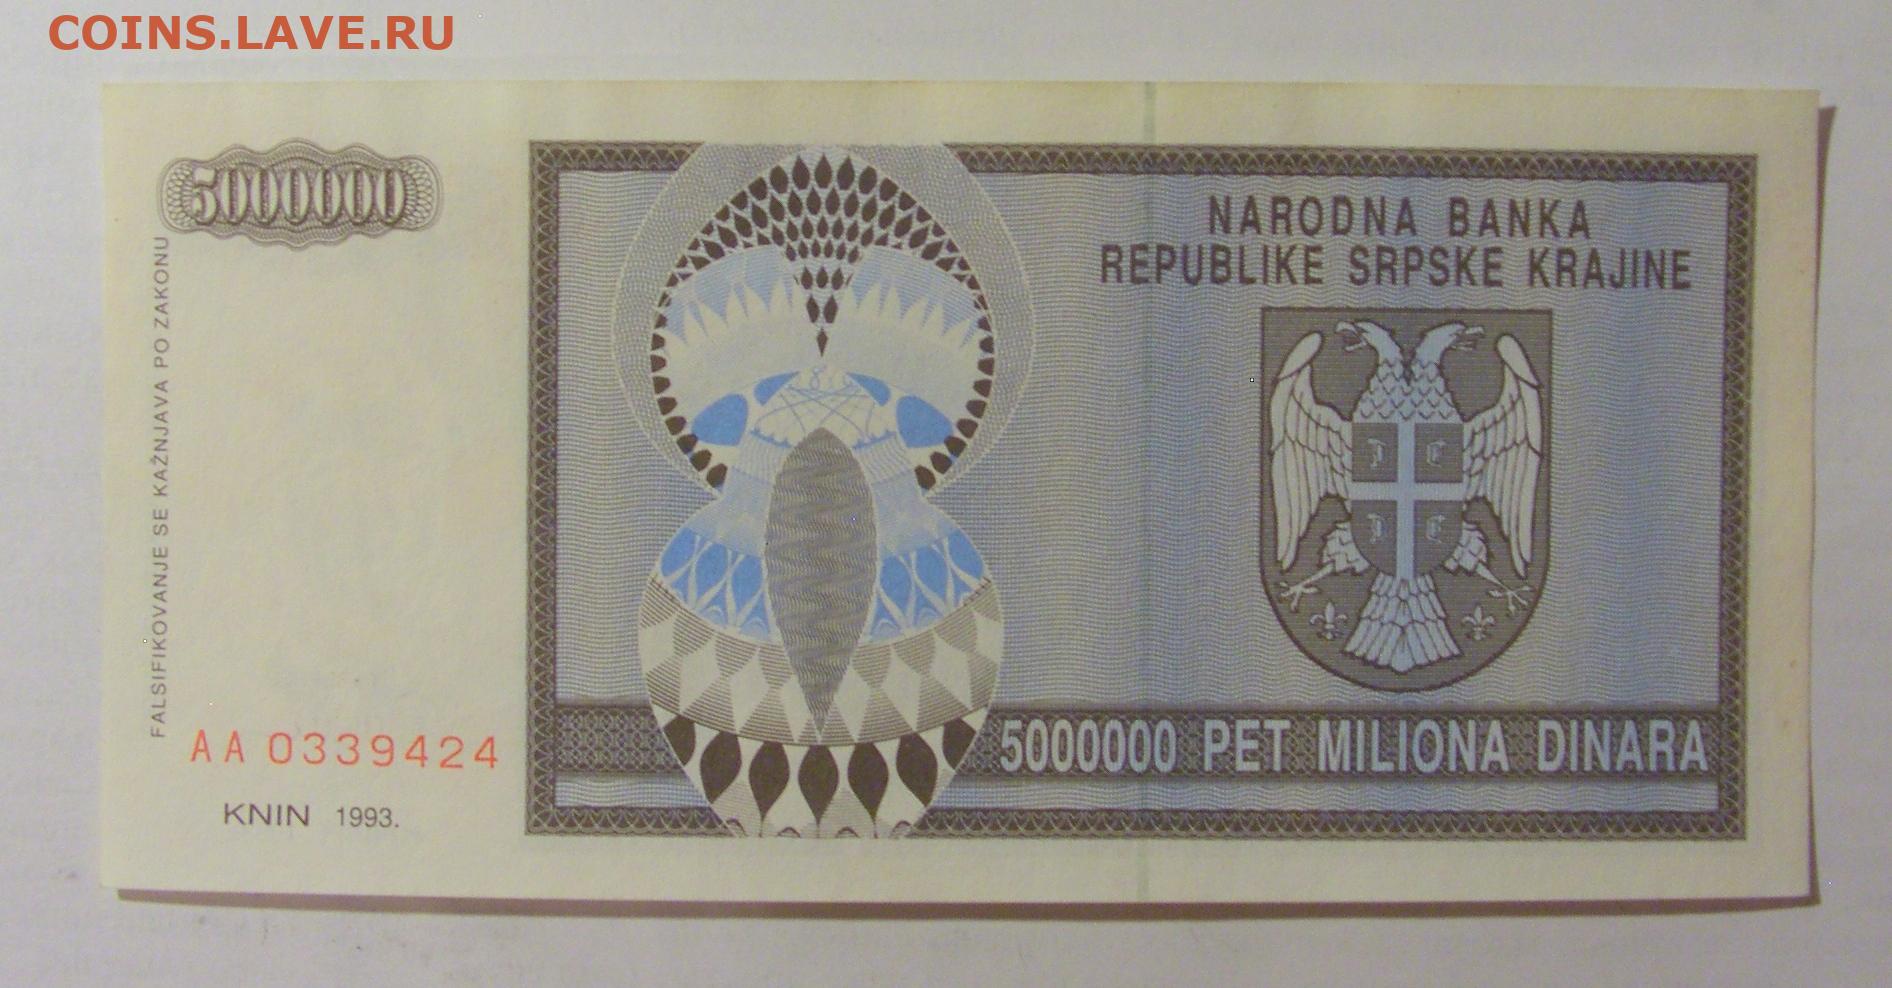 COINS.LAVE.RU
5000000
FALSIFIKOVANJE SE KAŽNJAVA PO ZAKONU
NARODNA BANKA
REPUBLIKE SRPSKE KRAJINE
5000000 PET MILIONA DINARA
AA 0339424
KNIN 1993.